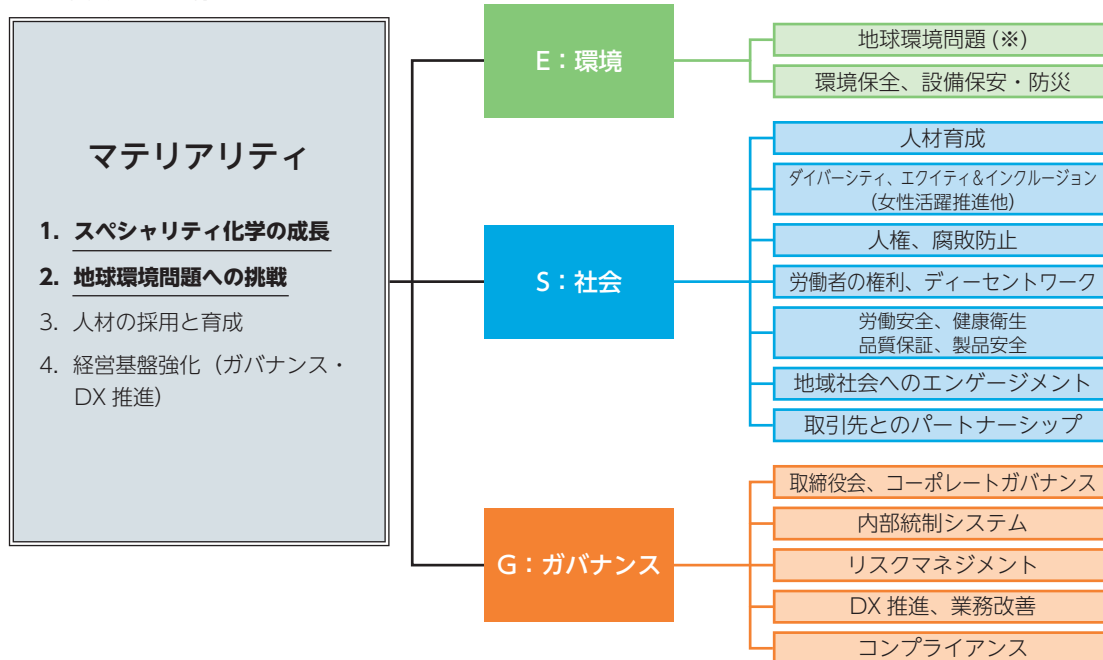 マテリアリティ
1. スペシャリティ化学の成長
2. 地球環境問題への挑戦
3. 人材の採用と育成
4. 経営基盤強化（ガバナンス・
DX 推進）
E：環境
地球環境問題 (※)
環境保全、設備保安・防災
S：社会
人材育成
ダイバーシティ、エクイティ＆インクルージョン
（女性活躍推進他）
人権、腐敗防止
労働者の権利、ディーセントワーク
労働安全、健康衛生
品質保証、製品安全
地域社会へのエンゲージメント
取引先とのパートナーシップ
G：ガバナンス
取締役会、コーポレートガバナンス
内部統制システム
リスクマネジメント
DX 推進、業務改善
コンプライアンス